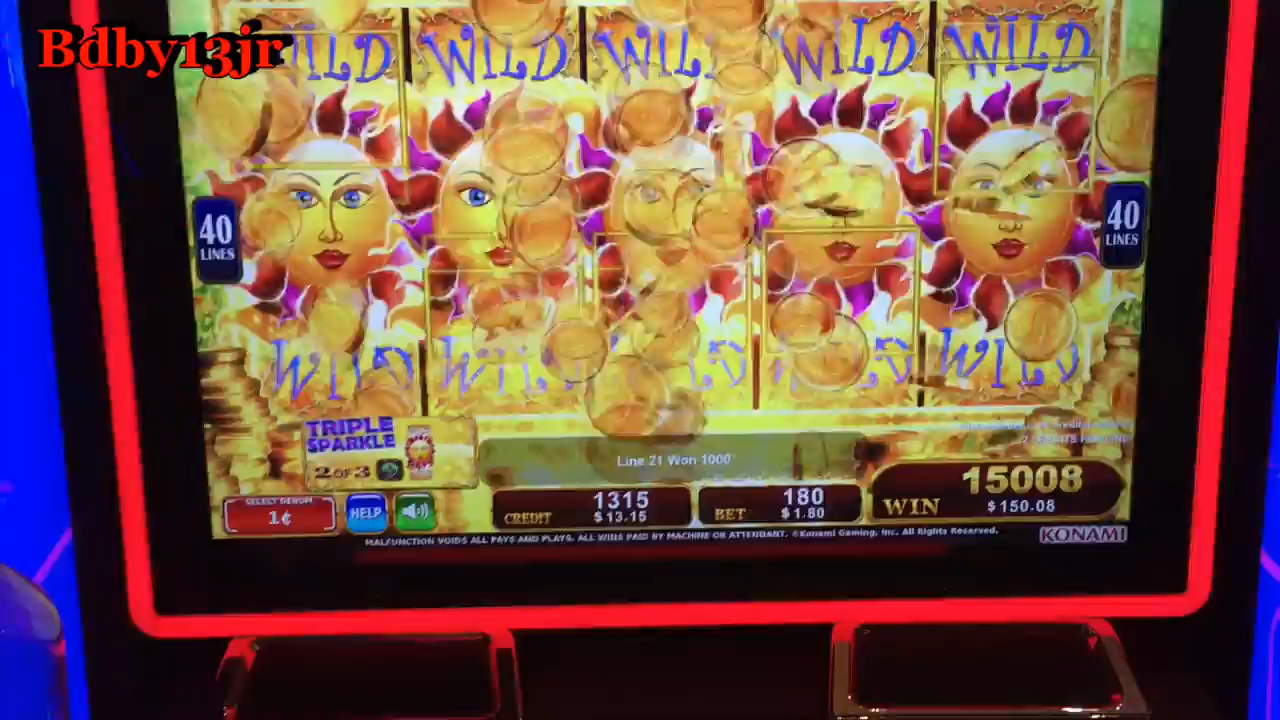 Bdby13jr
WILD WILD WILD WILD WILD
40 LINES
40 LINES
WILD WILD WILD WILD WILD
TRIPLE SPARKLE
2 OF 3
Line 21 Won 1000
SELECT DENOM
1¢
HELP
CREDIT 1315 $13.15
BET 180 $1.80
WIN 15008 $150.08
MALFUNCTION VOIDS ALL PAYS AND PLAYS. ALL WINS PAID BY MACHINE OR ATTENDANT. ©Konami Gaming, Inc. All Rights Reserved.
KONAMI